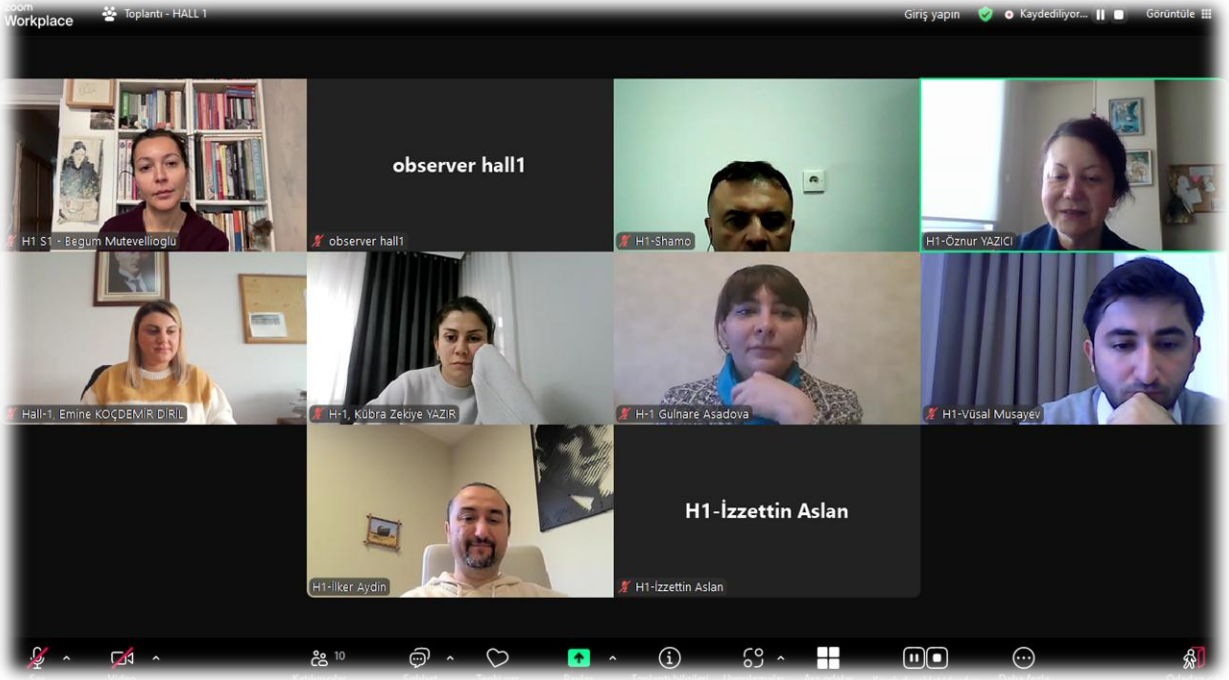 zoom
Workplace
Toplantı - HALL 1
Giriş yapın
Kaydediliyor...
Görüntüle
H1 S1 - Begum Mutevellioglu
observer hall1
observer hall1
H1-Shamo
H1-Öznur YAZICI
Hall-1, Emine KOÇDEMİR DİRİL
H-1, Kübra Zekiye YAZIR
H-1 Gulnare Asadova
H1-Vüsal Musayev
H1-İlker Aydin
H1-İzzettin Aslan
H1-İzzettin Aslan
10